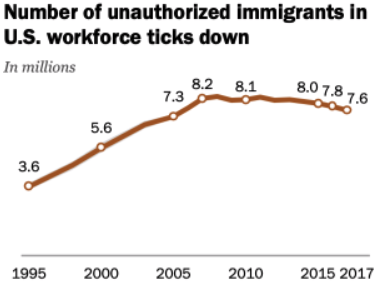 Number of unauthorized immigrants in
U.S. workforce ticks down
In millions
3.6
5.6
7.3
8.2
8.1
8.0
7.8
7.6
1995 2000 2005 2010 2015 2017